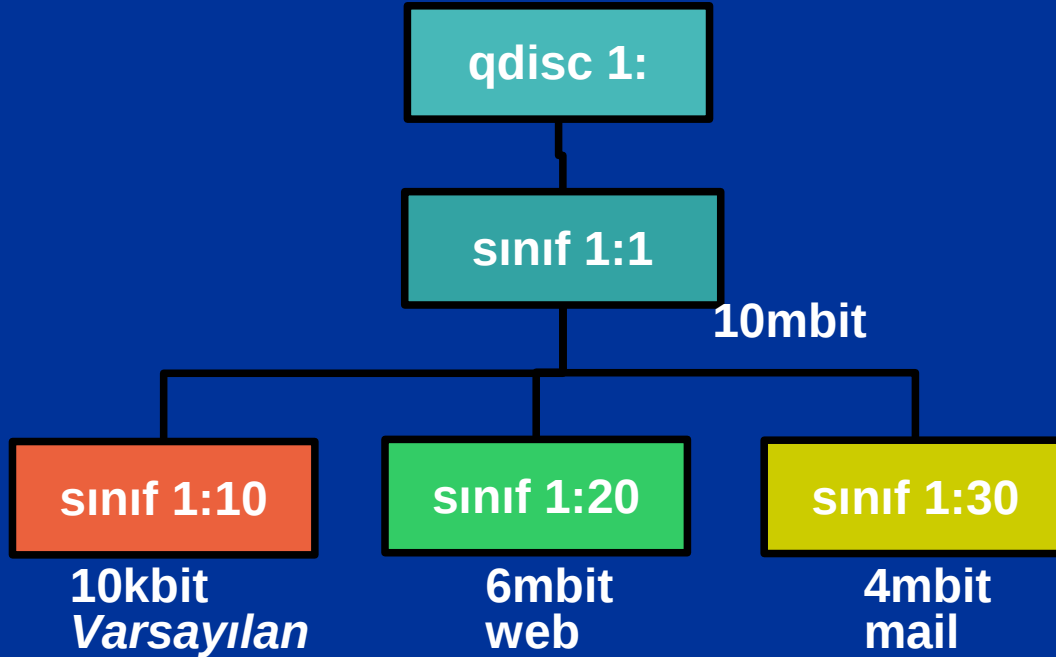 qdisc 1:
sınıf 1:1
10mbit
sınıf 1:10
sınıf 1:20
sınıf 1:30
10kbit
Varsayılan
6mbit
web
4mbit
mail